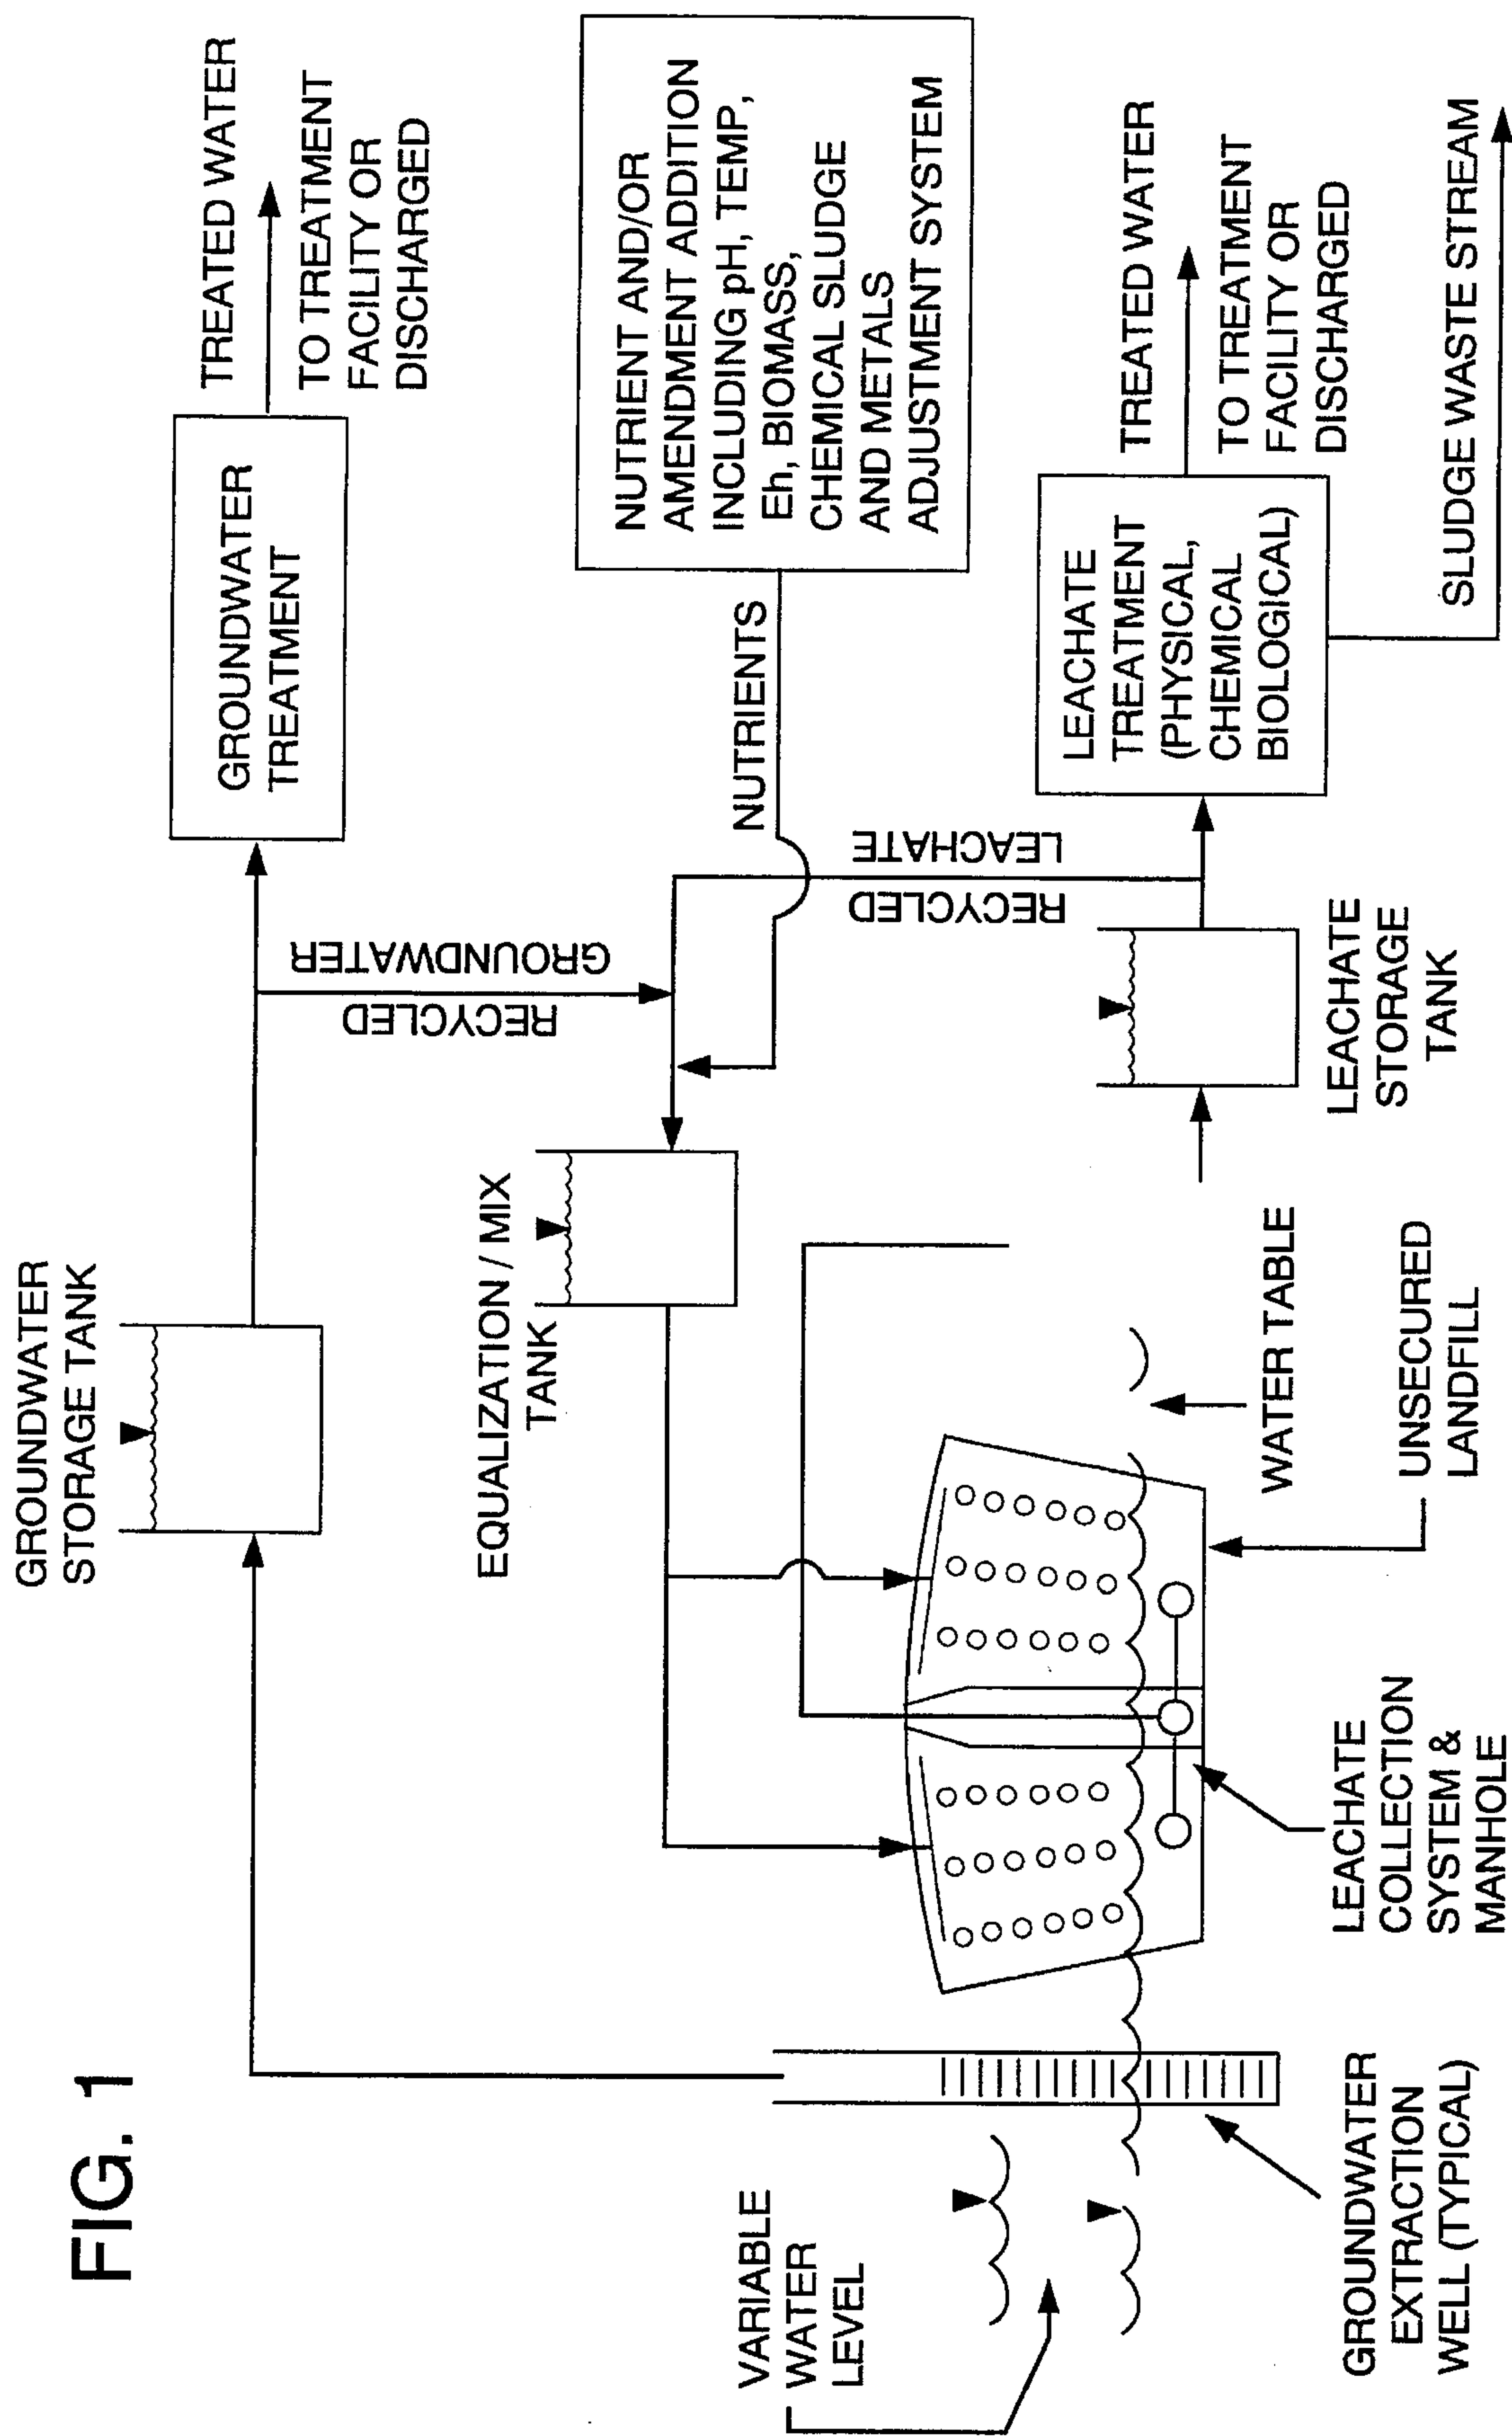 FIG. 1
GROUNDWATER
STORAGE TANK
GROUNDWATER
TREATMENT
TREATED WATER
TO TREATMENT
FACILITY OR
DISCHARGED
RECYCLED
GROUNDWATER
EQUALIZATION / MIX
TANK
NUTRIENTS
NUTRIENT AND/OR
AMENDMENT ADDITION
INCLUDING pH, TEMP,
Eh, BIOMASS,
CHEMICAL SLUDGE
AND METALS
ADJUSTMENT SYSTEM
RECYCLED
LEACHATE
VARIABLE
WATER
LEVEL
GROUNDWATER
EXTRACTION
WELL (TYPICAL)
LEACHATE
COLLECTION
SYSTEM &
MANHOLE
WATER TABLE
UNSECURED
LANDFILL
LEACHATE
STORAGE
TANK
LEACHATE
TREATMENT
(PHYSICAL,
CHEMICAL
BIOLOGICAL)
TREATED WATER
TO TREATMENT
FACILITY OR
DISCHARGED
SLUDGE WASTE STREAM